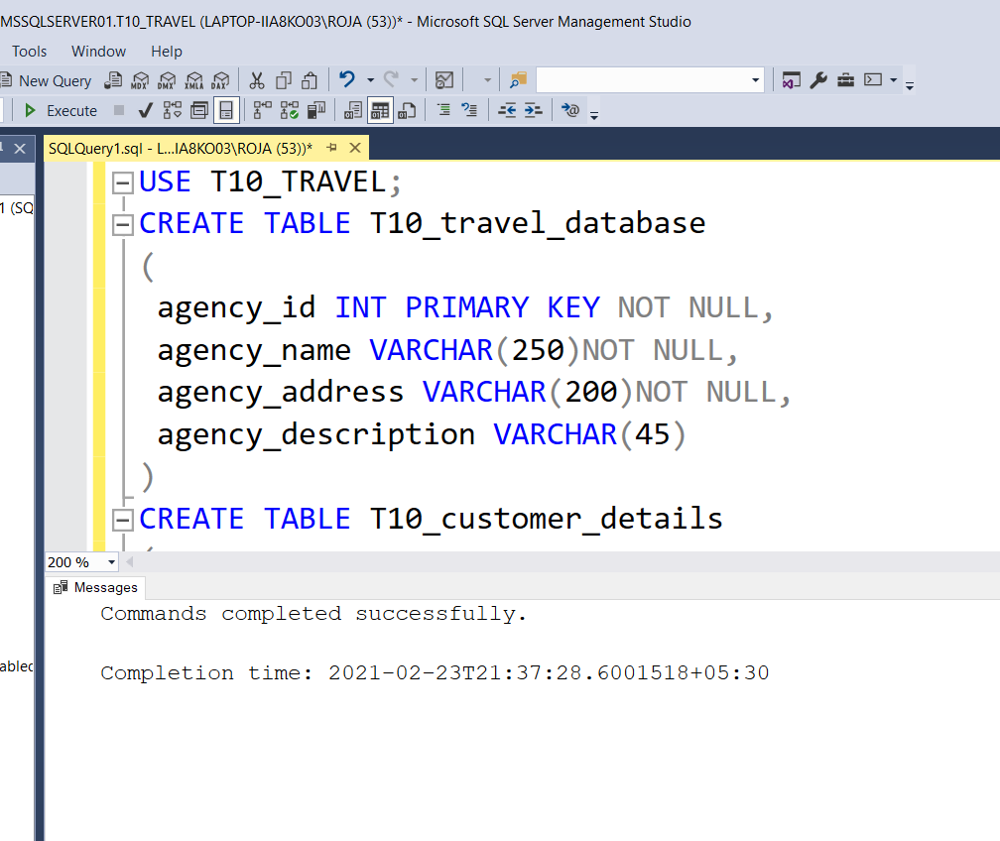 MSSQLSERVER01.T10_TRAVEL (LAPTOP-IIA8KO03\ROJA (53))* - Microsoft SQL Server Management Studio
Tools Window Help
New Query MDX DMX XMLA DAX
Execute
SQLQuery1.sql - L...IA8KO03\ROJA (53))*
1 (SQ
USE T10_TRAVEL;
CREATE TABLE T10_travel_database
(
agency_id INT PRIMARY KEY NOT NULL,
agency_name VARCHAR(250)NOT NULL,
agency_address VARCHAR(200)NOT NULL,
agency_description VARCHAR(45)
)
CREATE TABLE T10_customer_details
200 %
Messages
Commands completed successfully.
abled
Completion time: 2021-02-23T21:37:28.6001518+05:30